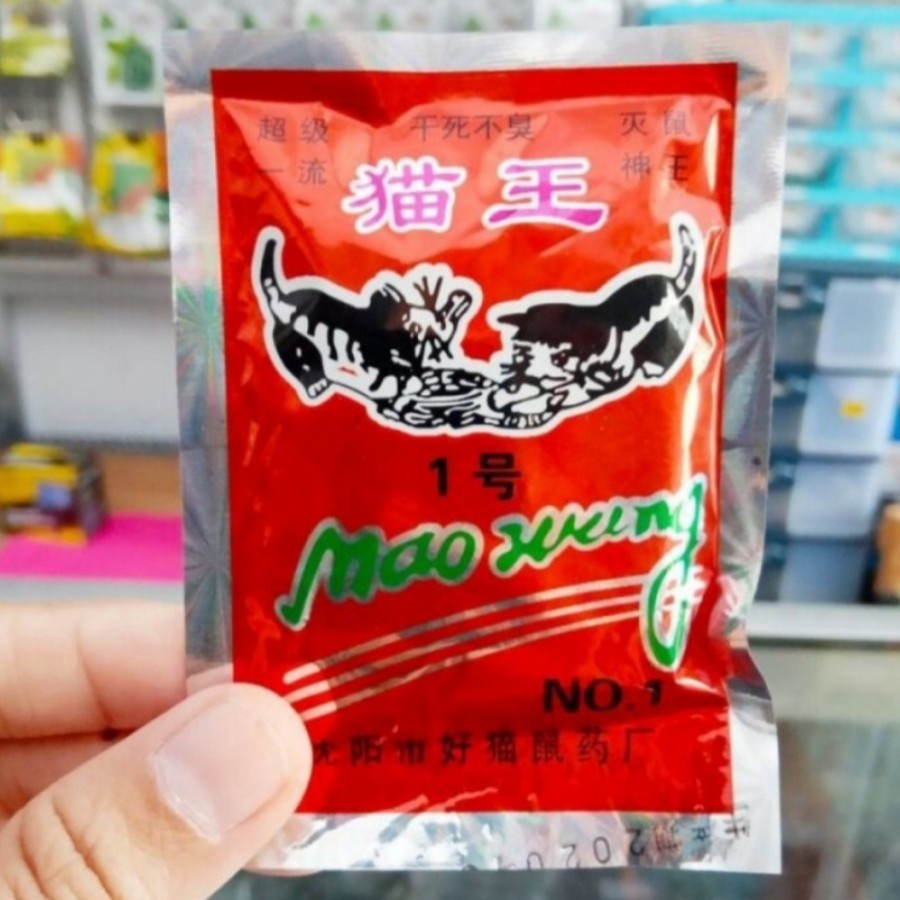 超级 干死不臭 灭鼠
一流 神王
猫王
1号
Mao wang
NO.1
沈阳市好猫鼠药厂